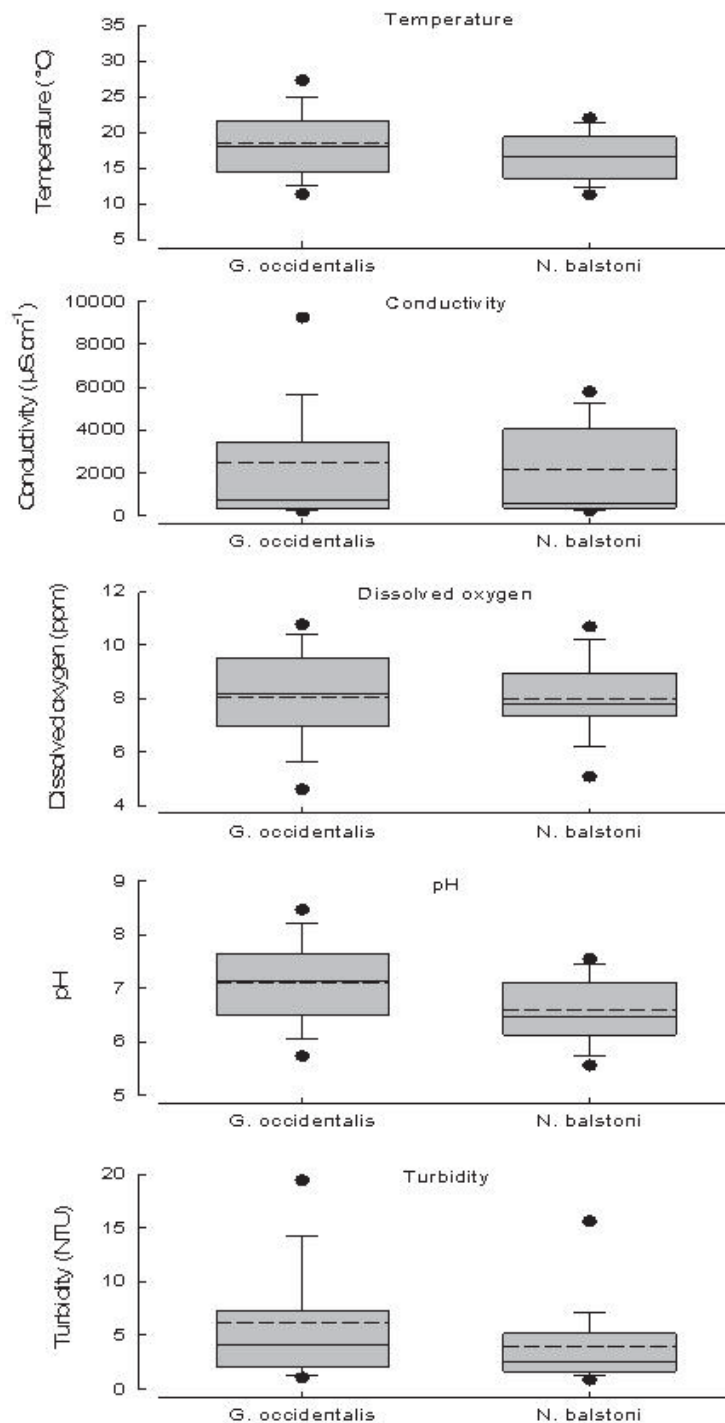 Temperature
Temperature (°C)
35
30
25
20
15
10
5
G. occidentalis
N. balstoni
Conductivity
Conductivity (µS.cm-1)
10000
8000
6000
4000
2000
0
G. occidentalis
N. balstoni
Dissolved oxygen
Dissolved oxygen (ppm)
12
10
8
6
4
G. occidentalis
N. balstoni
pH
pH
9
8
7
6
5
G. occidentalis
N. balstoni
Turbidity
Turbidity (NTU)
20
15
10
5
0
G. occidentalis
N. balstoni